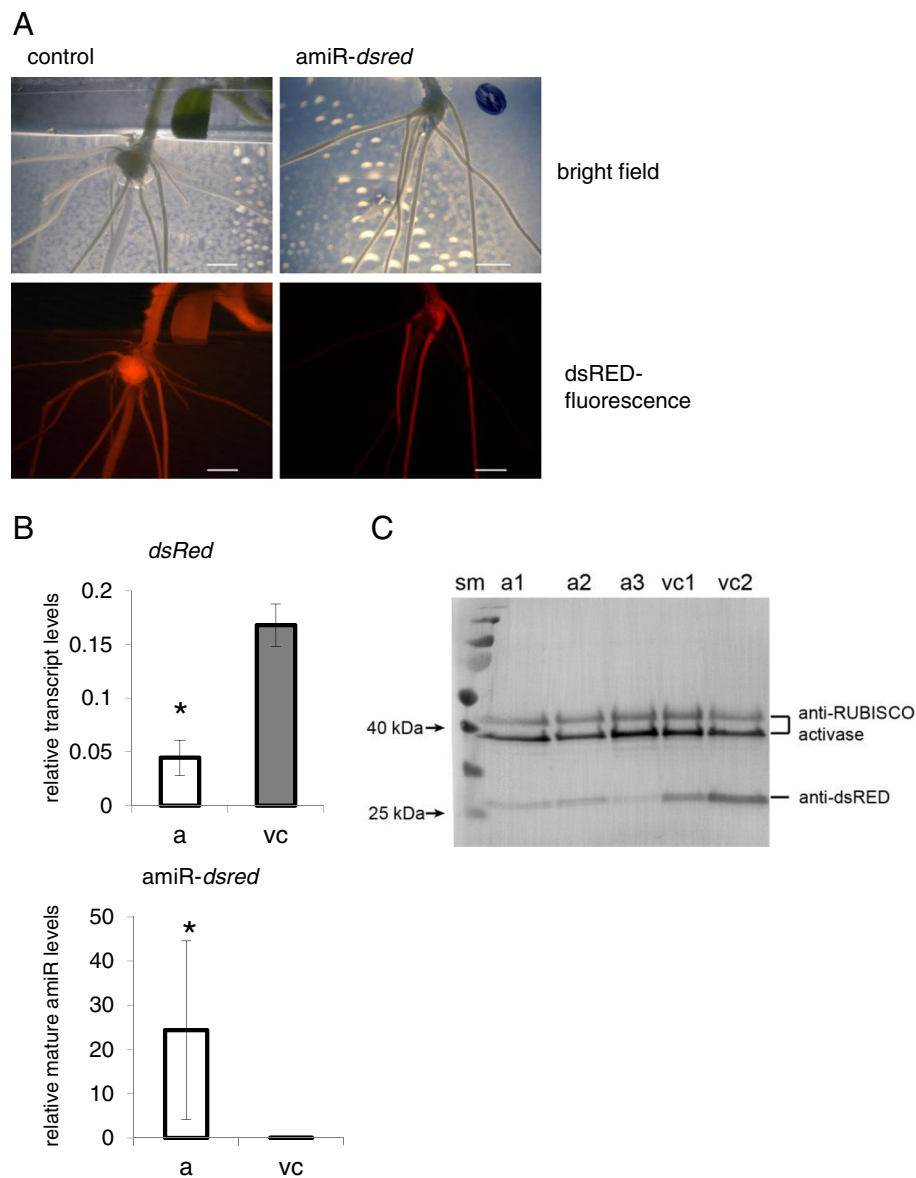 A
control
amiR-dsred
bright field
dsRED-
fluorescence
B
dsRed
relative transcript levels
0.2
0.15
0.1
0.05
0
*
a
vc
amiR-dsred
relative mature amiR levels
50
40
30
20
10
0
*
a
vc
C
sm a1 a2 a3 vc1 vc2
40 kDa
25 kDa
anti-RUBISCO
activase
anti-dsRED